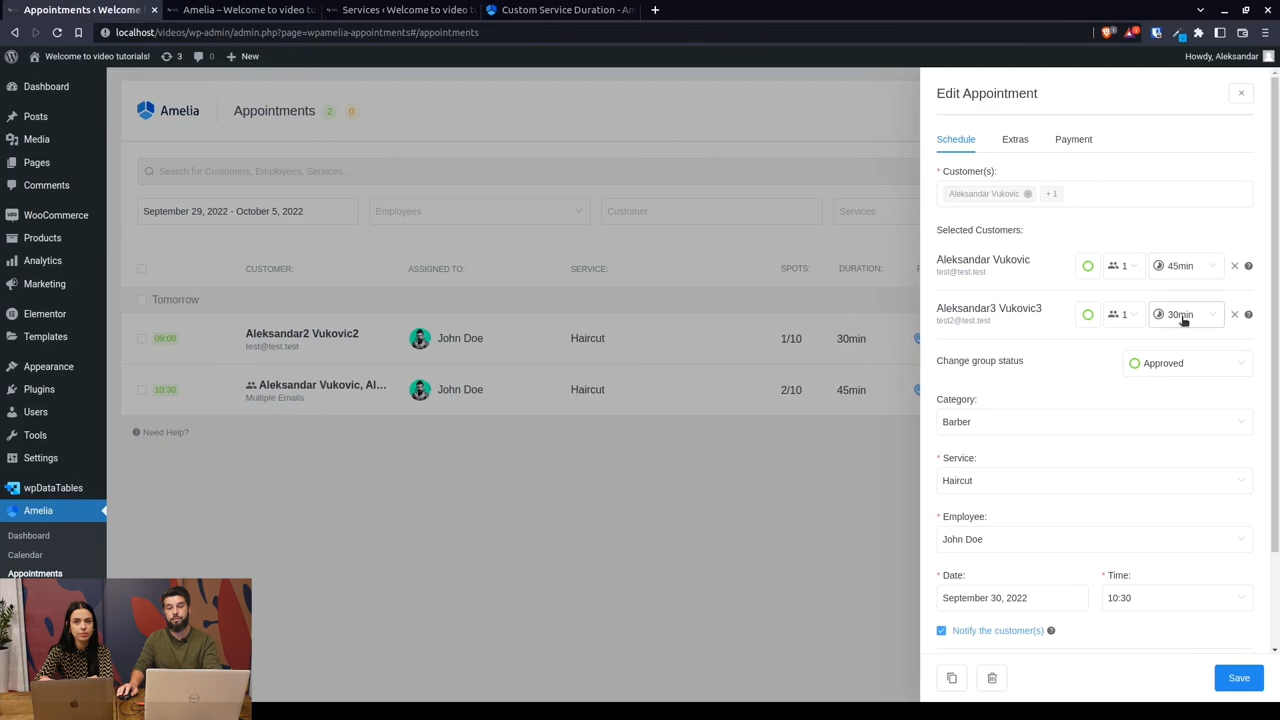 Appointments ‹ Welcome t
Amelia – Welcome to video tu
Services ‹ Welcome to video t
Custom Service Duration - Am
localhost/videos/wp-admin/admin.php?page=wpamelia-appointments#/appointments
Welcome to video tutorials!
3
0
New
Howdy, Aleksandar
Dashboard
Posts
Media
Pages
Comments
WooCommerce
Products
Analytics
Marketing
Elementor
Templates
Appearance
Plugins
Users
Tools
Settings
wpDataTables
Amelia
Dashboard
Calendar
Appointments
Amelia
Appointments
2
0
Search for Customers, Employees, Services...
September 29, 2022 - October 5, 2022
Employees
Customer
Services
CUSTOMER:
ASSIGNED TO:
SERVICE:
SPOTS:
DURATION:
Tomorrow
09:00
Aleksandar2 Vukovic2
test@test.test
John Doe
Haircut
1/10
30min
10:30
Aleksandar Vukovic, Al...
Multiple Emails
John Doe
Haircut
2/10
45min
Need Help?
Edit Appointment
Schedule
Extras
Payment
* Customer(s):
Aleksandar Vukovic
+ 1
Selected Customers:
Aleksandar Vukovic
test@test.test
1
45min
Aleksandar3 Vukovic3
test2@test.test
1
30min
Change group status
Approved
Category:
Barber
* Service:
Haircut
* Employee:
John Doe
* Date:
* Time:
September 30, 2022
10:30
Notify the customer(s)
Save